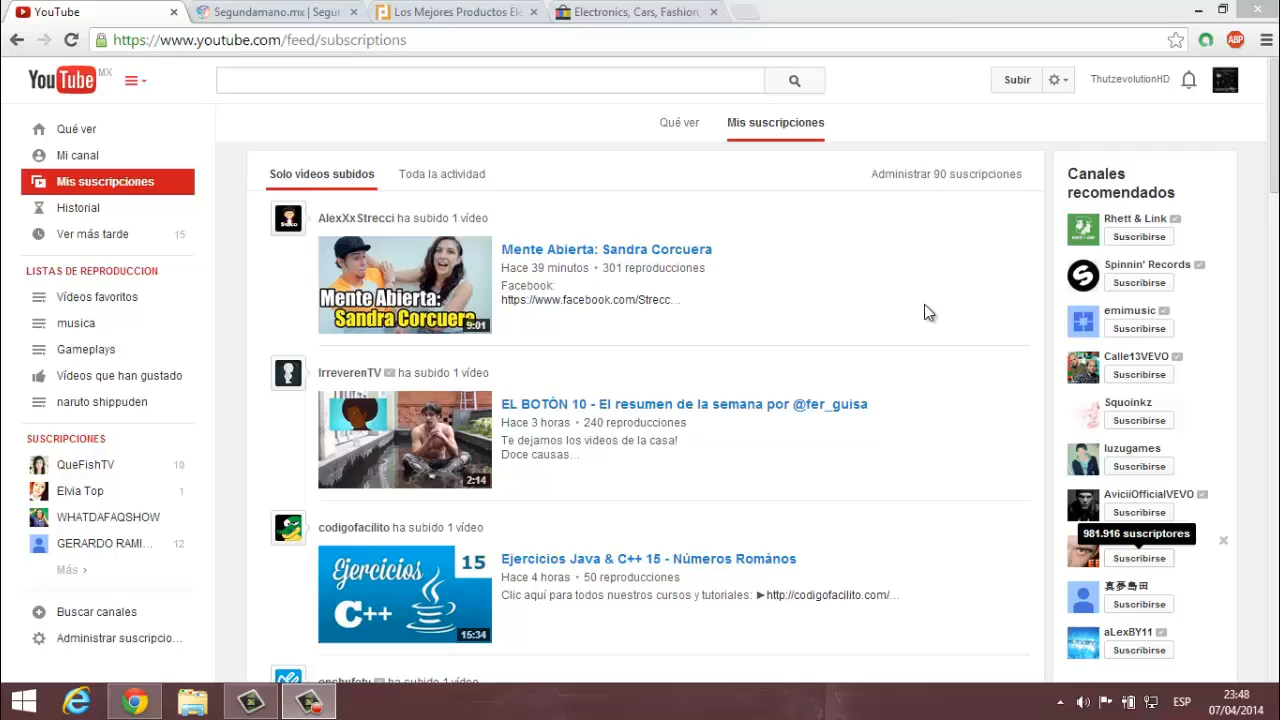 YouTube
Segundamano.mx | Segur
Los Mejores Productos Ele
Electronics, Cars, Fashion,
https://www.youtube.com/feed/subscriptions
ABP
YouTube MX
Subir
ThutzevolutionHD
Qué ver
Mis suscripciones
Qué ver
Mi canal
Mis suscripciones
Historial
Ver más tarde 15
LISTAS DE REPRODUCCIÓN
Vídeos favoritos
musica
Gameplays
Vídeos que han gustado
naruto shippuden
SUSCRIPCIONES
QueFishTV 10
Elvia Top 1
WHATDAFAQSHOW
GERARDO RAMI... 12
Más ›
Buscar canales
Administrar suscripcio...
Solo vídeos subidos
Toda la actividad
Administrar 90 suscripciones
AlexXxStrecci ha subido 1 vídeo
Mente Abierta:
Sandra Corcuera
9:01
Mente Abierta: Sandra Corcuera
Hace 39 minutos • 301 reproducciones
Facebook:
https://www.facebook.com/Strecc...
IrreverenTV ha subido 1 vídeo
2:14
EL BOTÓN 10 - El resumen de la semana por @fer_guisa
Hace 3 horas • 240 reproducciones
Te dejamos los videos de la casa!
Doce causas...
codigofacilito ha subido 1 vídeo
Ejercicios
15
C++
15:34
Ejercicios Java & C++ 15 - Números Romános
Hace 4 horas • 50 reproducciones
Clic aquí para todos nuestros cursos y tutoriales: ►http://codigofacilito.com/...
Canales
recomendados
Rhett & Link
Suscribirse
Spinnin' Records
Suscribirse
emimusic
Suscribirse
Calle13VEVO
Suscribirse
Squoinkz
Suscribirse
luzugames
Suscribirse
AviciiOfficialVEVO
Suscribirse
981.916 suscriptores
Suscribirse
真夢島田
Suscribirse
aLexBY11
Suscribirse
ESP
23:48
07/04/2014